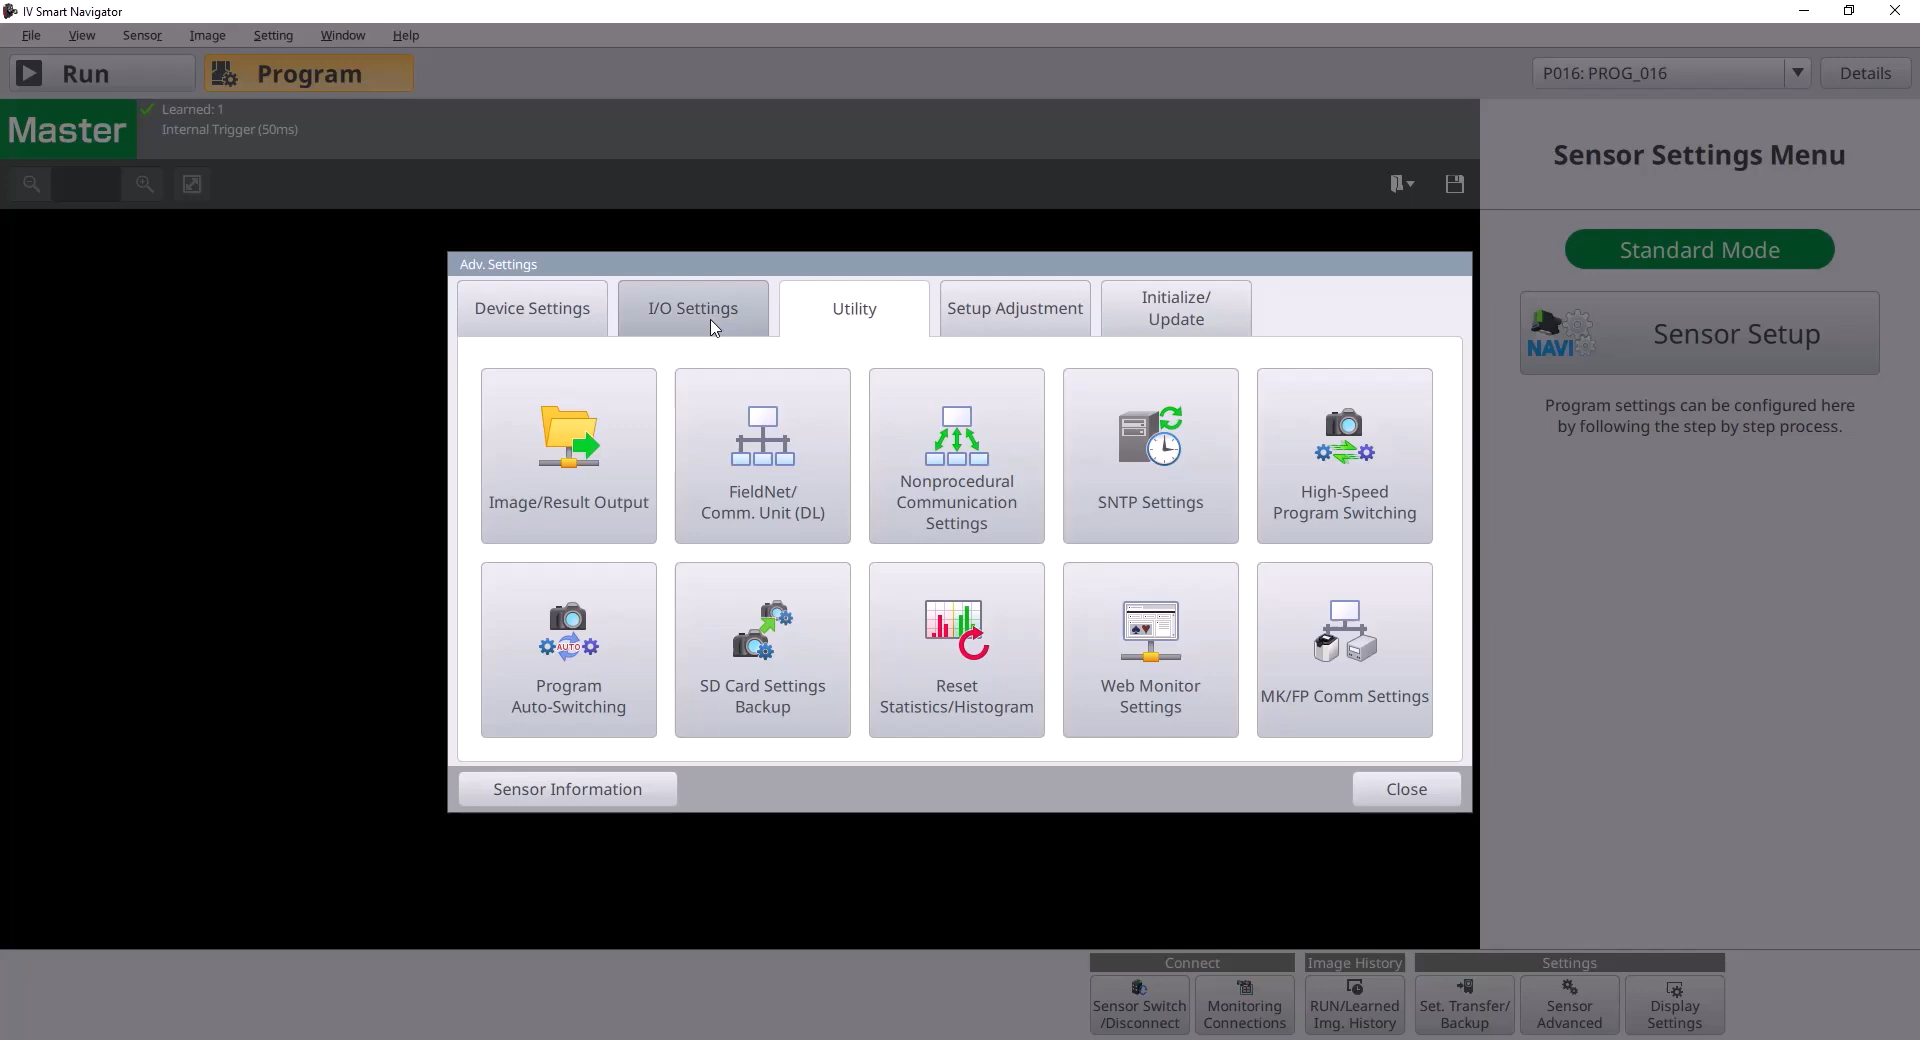 IV Smart Navigator
File View Sensor Image Setting Window Help
Run
Program
P016: PROG_016
Details
Master
Learned: 1
Internal Trigger (50ms)
Sensor Settings Menu
Standard Mode
NAVI
Sensor Setup
Program settings can be configured here
by following the step by step process.
Adv. Settings
Device Settings
I/O Settings
Utility
Setup Adjustment
Initialize/
Update
Image/Result Output
FieldNet/
Comm. Unit (DL)
Nonprocedural
Communication
Settings
SNTP Settings
High-Speed
Program Switching
AUTO
Program
Auto-Switching
SD Card Settings
Backup
Reset
Statistics/Histogram
Web Monitor
Settings
MK/FP Comm Settings
Sensor Information
Close
Connect
Image History
Settings
Sensor Switch
/Disconnect
Monitoring
Connections
RUN/Learned
Img. History
Set. Transfer/
Backup
Sensor
Advanced
Display
Settings